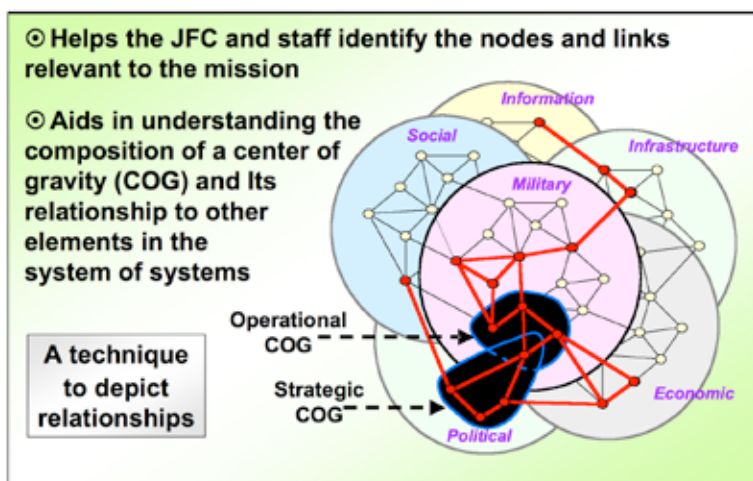 ⊙ Helps the JFC and staff identify the nodes and links
relevant to the mission
⊙ Aids in understanding the
composition of a center of
gravity (COG) and Its
relationship to other
elements in the
system of systems
Information
Social
Infrastructure
Military
Operational
COG
A technique
to depict
relationships
Strategic
COG
Economic
Political